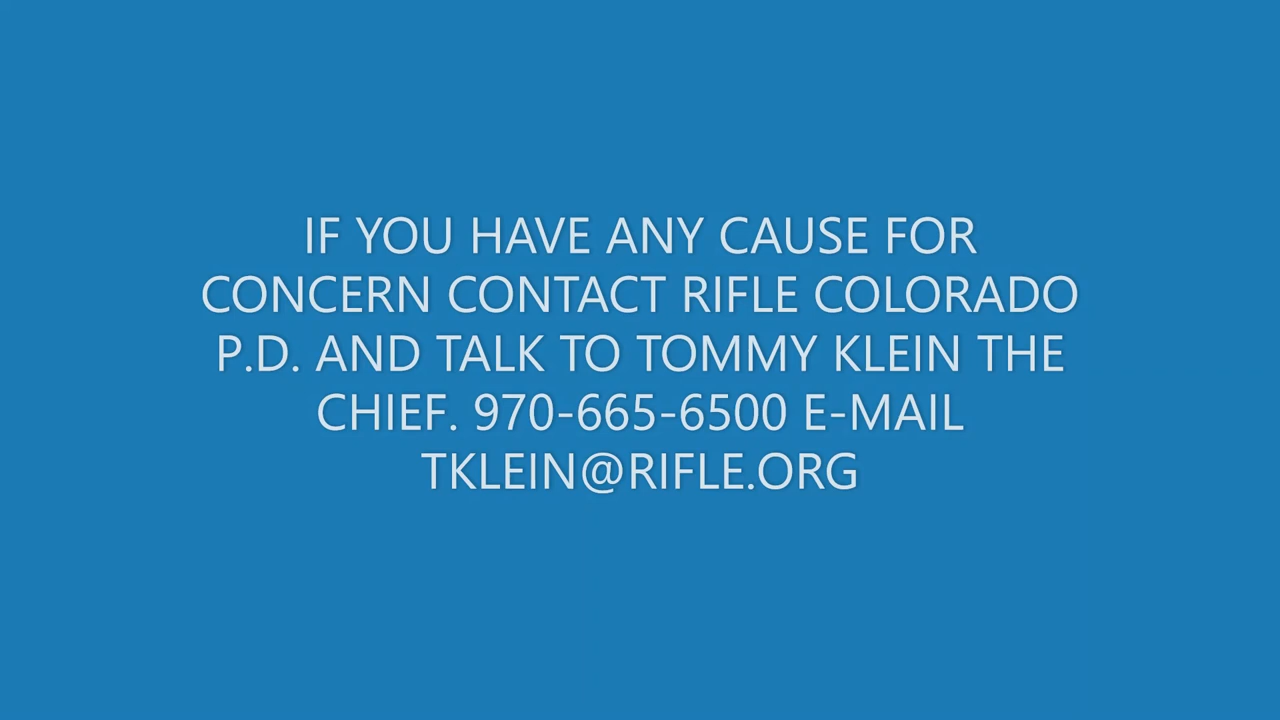 IF YOU HAVE ANY CAUSE FOR
CONCERN CONTACT RIFLE COLORADO
P.D. AND TALK TO TOMMY KLEIN THE
CHIEF. 970-665-6500 E-MAIL
TKLEIN@RIFLE.ORG